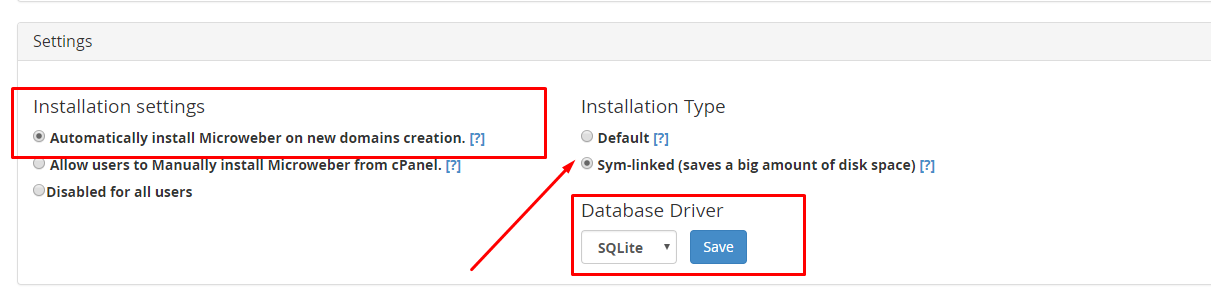 Settings
Installation settings
Automatically install Microweber on new domains creation. [?]
Allow users to Manually install Microweber from cPanel. [?]
Disabled for all users
Installation Type
Default [?]
Sym-linked (saves a big amount of disk space) [?]
Database Driver
SQLite
Save